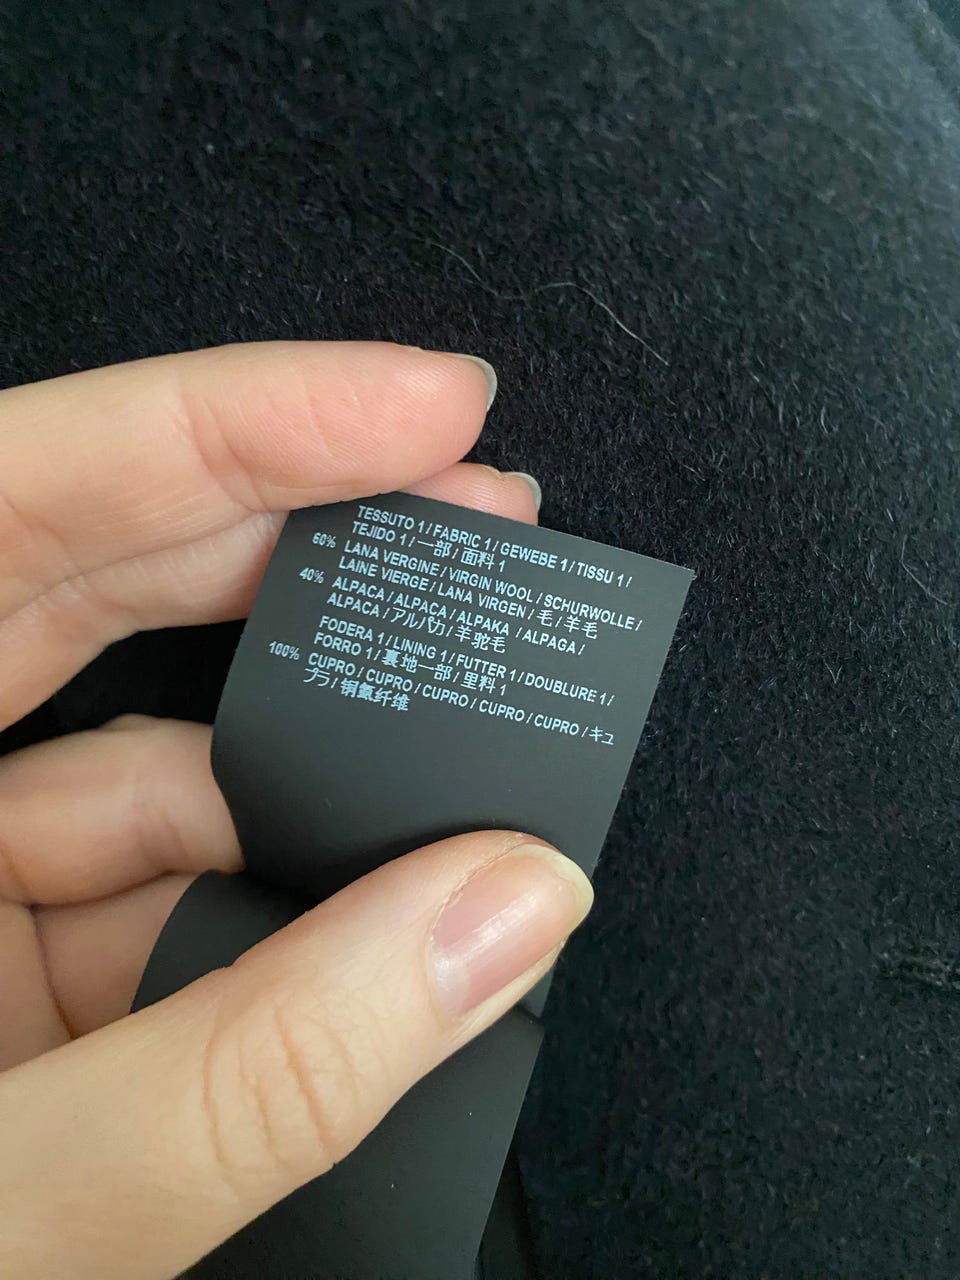 TESSUTO 1 / FABRIC 1 / GEWEBE 1 / TISSU 1 /
TEJIDO 1 / 一部 / 面料 1
60% LANA VERGINE / VIRGIN WOOL / SCHURWOLLE /
LAINE VIERGE / LANA VIRGEN / 毛 / 羊毛
40% ALPACA / ALPACA / ALPAKA / ALPAGA /
ALPACA / アルパカ / 羊驼毛
FODERA 1 / LINING 1 / FUTTER 1 / DOUBLURE 1 /
FORRO 1 / 裏地一部 / 里料 1
100% CUPRO / CUPRO / CUPRO / CUPRO / CUPRO / キュ
プラ / 铜氨纤维